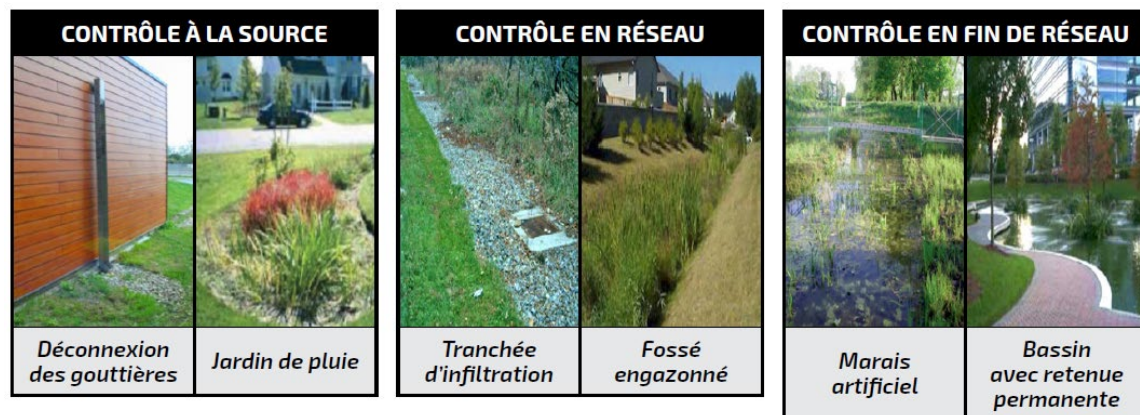 CONTRÔLE À LA SOURCE
Déconnexion
des gouttières
Jardin de pluie
CONTRÔLE EN RÉSEAU
Tranchée
d'infiltration
Fossé
engazonné
CONTRÔLE EN FIN DE RÉSEAU
Marais
artificiel
Bassin
avec retenue
permanente